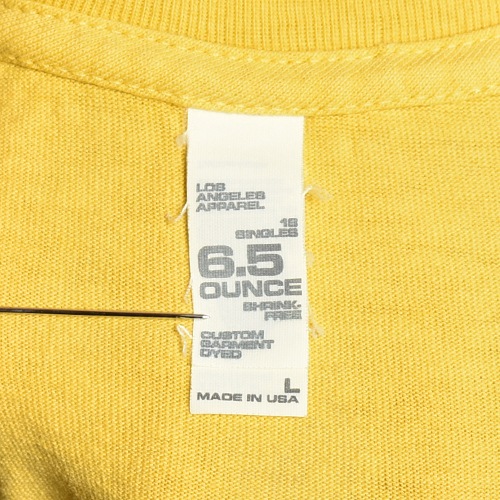 LOS
ANGELES
APPAREL
18
SINGLES
6.5
OUNCE
SHRINK-
FREE
CUSTOM
GARMENT
DYED
L
MADE IN USA